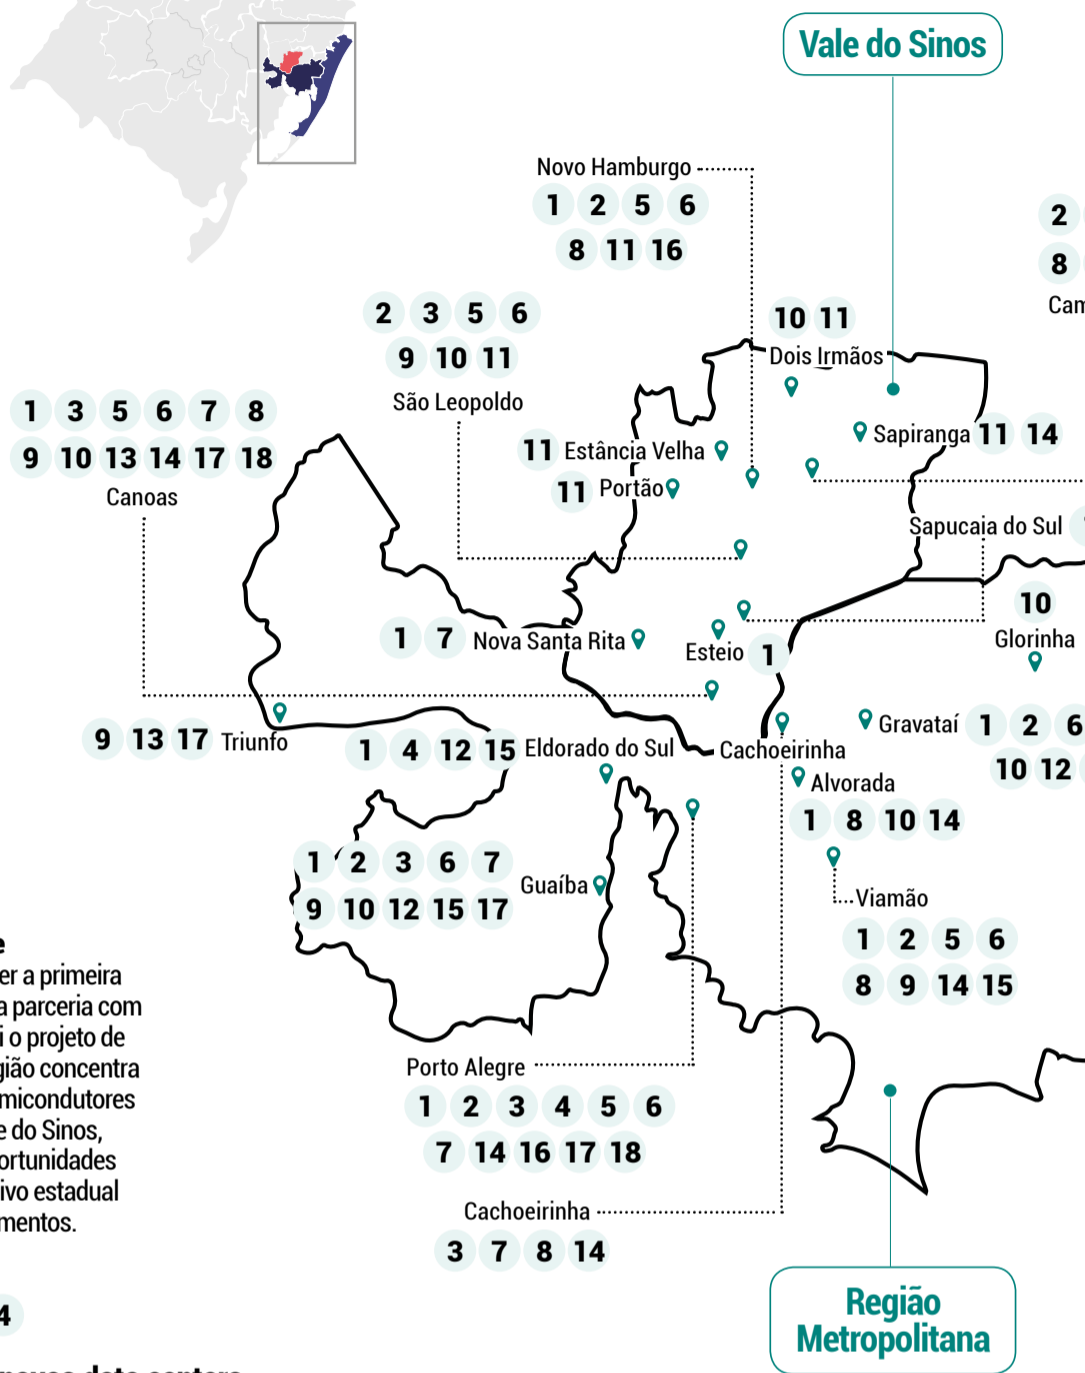 Vale do Sinos
Novo Hamburgo
1 2 5 6
8 11 16
2
8
2 3 5 6
9 10 11
São Leopoldo
10 11
Dois Irmãos
1 3 5 6 7 8
9 10 13 14 17 18
Canoas
11 Estância Velha
11 Portão
Sapiranga 11 14
Sapucaia do Sul
10
Glorinha
1 7 Nova Santa Rita
Esteio 1
9 13 17 Triunfo
1 4 12 15 Eldorado do Sul
Cachoeirinha
Gravataí 1 2 6
10 12
Alvorada
1 8 10 14
1 2 3 6 7
9 10 12 15 17
Guaíba
Viamão
1 2 5 6
8 9 14 15
er a primeira
a parceria com
i o projeto de
gião concentra
micondutores
e do Sinos,
ortunidades
ivo estadual
mentos.
4
Porto Alegre
1 2 3 4 5 6
7 14 16 17 18
Cachoeirinha
3 7 8 14
Região
Metropolitana